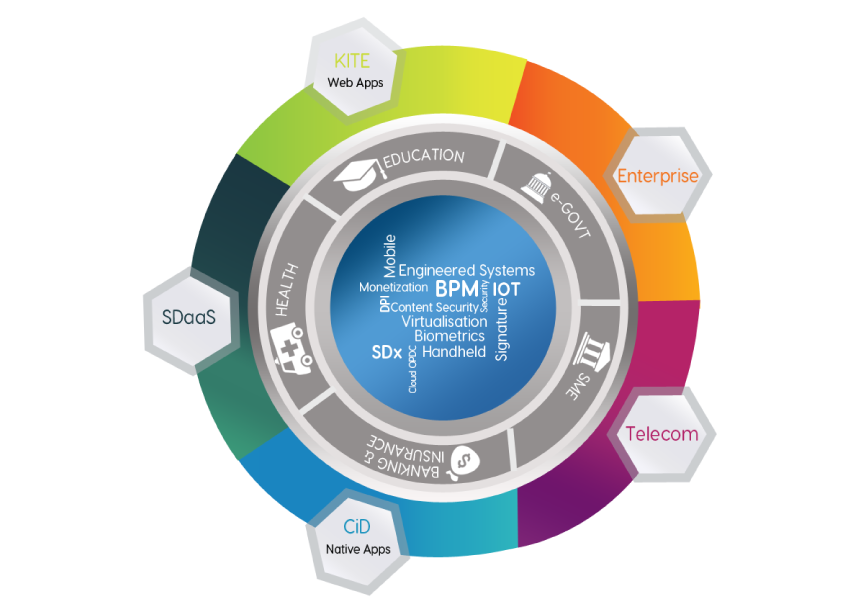 KITE
Web Apps
Enterprise
Telecom
CiD
Native Apps
SDaaS
EDUCATION
e-GOVT
SME
BANKING &
INSURANCE
HEALTH
Mobile
Engineered Systems
Monetization
BPM
Security
IOT
DPI
Content Security
Virtualisation
Signature
Biometrics
SDx
Handheld
Cloud OPDC